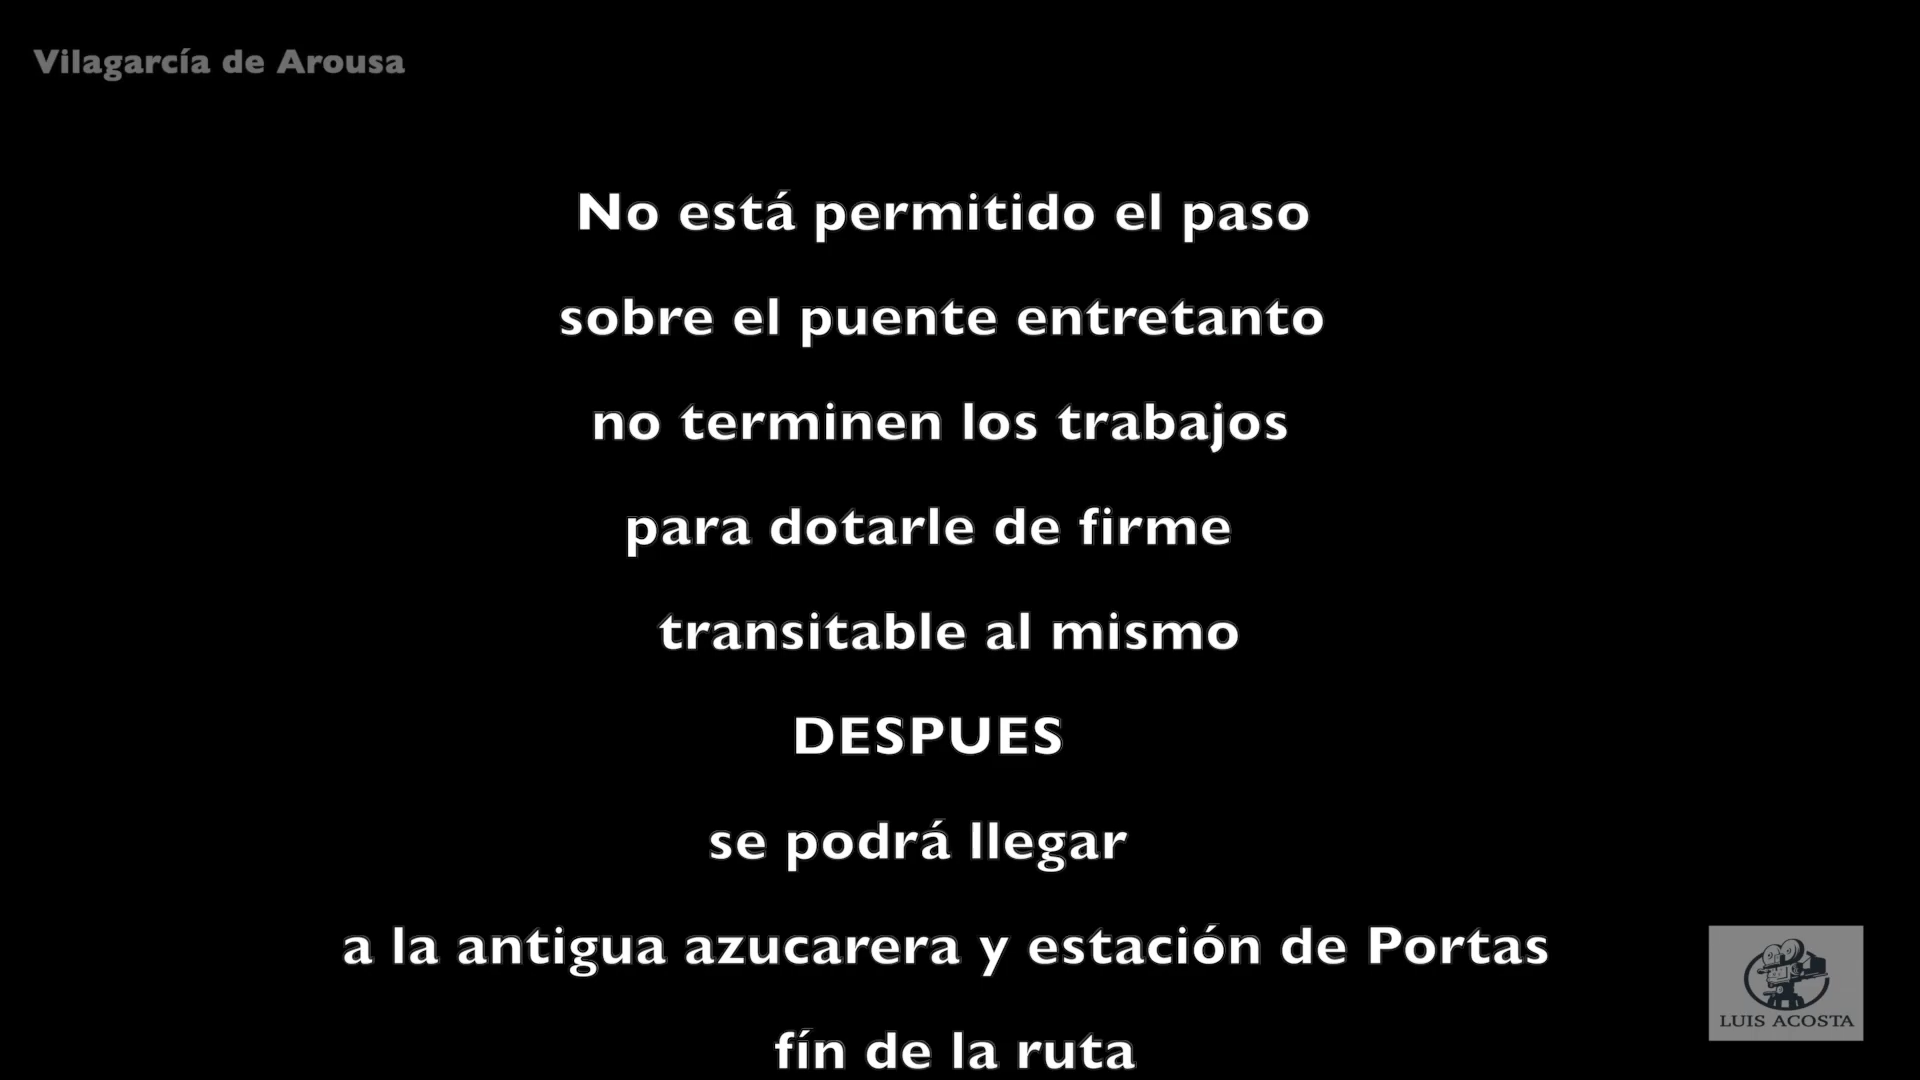 Vilagarcía de Arousa
No está permitido el paso
sobre el puente entretanto
no terminen los trabajos
para dotarle de firme
transitable al mismo
DESPUES
se podrá llegar
a la antigua azucarera y estación de Portas
fín de la ruta
LUIS ACOSTA